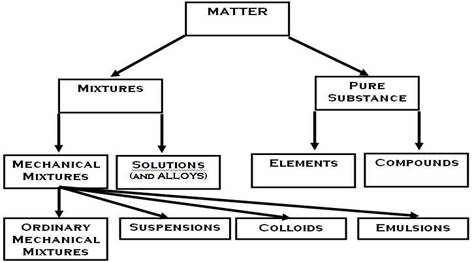 MATTER
MIXTURES
PURE
SUBSTANCE
MECHANICAL
MIXTURES
SOLUTIONS
(AND ALLOYS)
ELEMENTS
COMPOUNDS
ORDINARY
MECHANICAL
MIXTURES
SUSPENSIONS
COLLOIDS
EMULSIONS